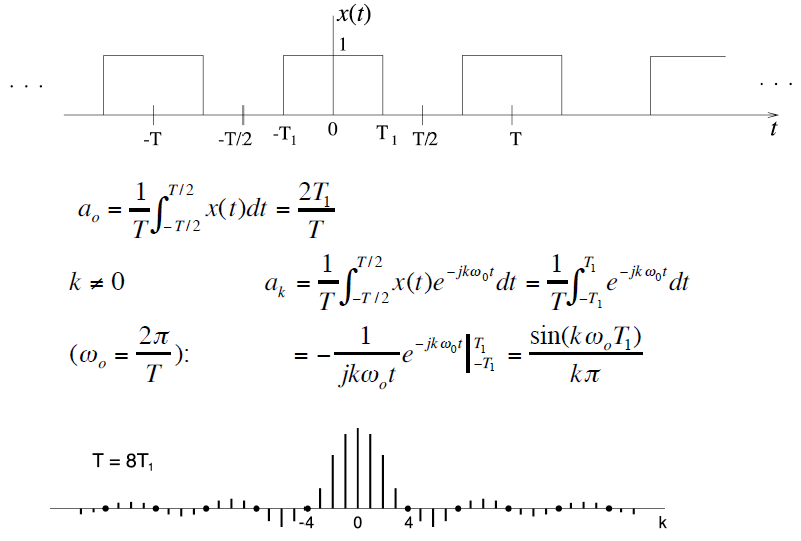 x(t)
1
. . . . . .
-T -T/2 -T₁ 0 T₁ T/2 T t
aₒ = 1/T ∫_{-T/2}^{T/2} x(t)dt = 2T₁/T
k ≠ 0 aₖ = 1/T ∫_{-T/2}^{T/2} x(t)e^{-jkω₀t}dt = 1/T ∫_{-T₁}^{T₁} e^{-jkω₀t}dt
(ωₒ = 2π/T): = - 1/(jkωₒt) e^{-jkω₀t} |_{-T₁}^{T₁} = sin(kωₒT₁)/(kπ)
T = 8T₁
-4 0 4 k